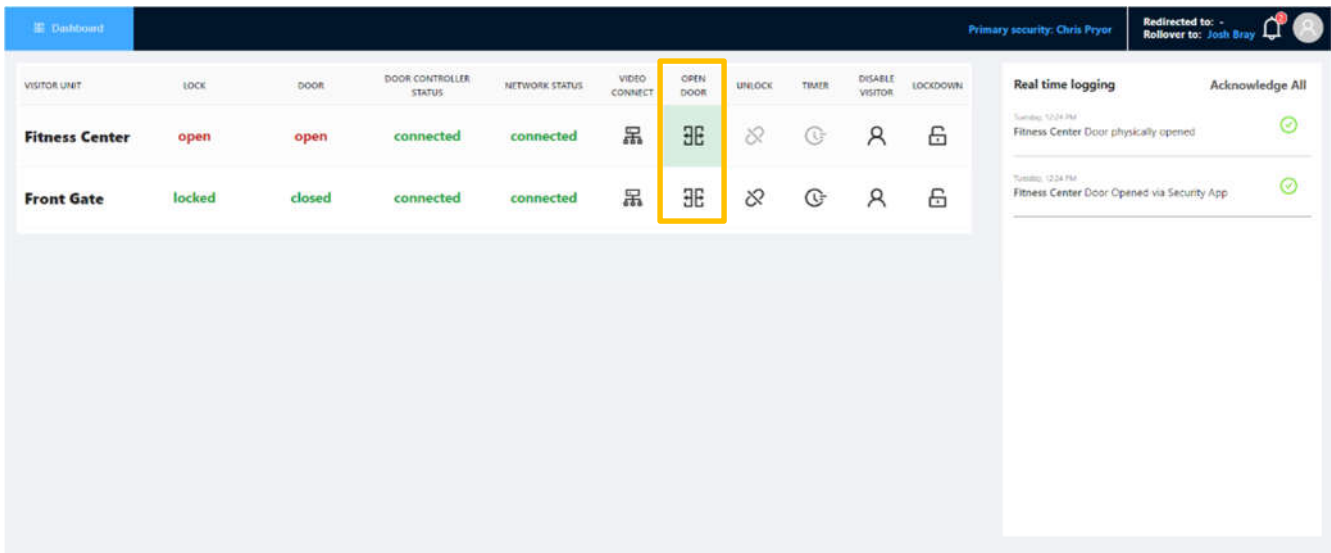 Dashboard
Primary security: Chris Pryor
Redirected to: -
Rollover to: Josh Bray
2
VISITOR UNIT LOCK DOOR DOOR CONTROLLER STATUS NETWORK STATUS VIDEO CONNECT OPEN DOOR UNLOCK TIMER DISABLE VISITOR LOCKDOWN
Fitness Center open open connected connected
Front Gate locked closed connected connected
Real time logging Acknowledge All
Tuesday, 12:24 PM
Fitness Center Door physically opened
Tuesday, 12:24 PM
Fitness Center Door Opened via Security App